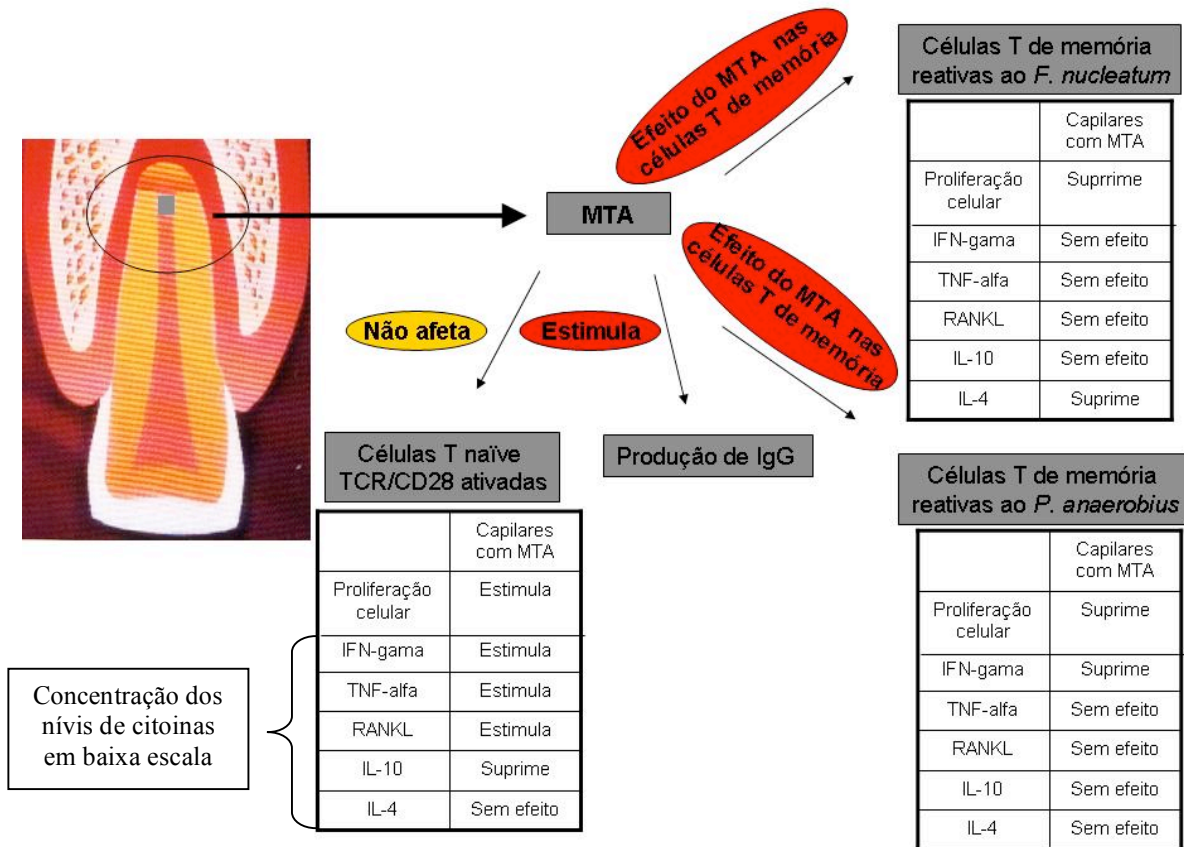 Efeito do MTA nas
células T de memória
Células T de memória
reativas ao F. nucleatum
Capilares
com MTA
Proliferação
celular
Suprrime
IFN-gama Sem efeito
TNF-alfa Sem efeito
RANKL Sem efeito
IL-10 Sem efeito
IL-4 Suprime
MTA
Efeito do MTA nas
células T de memória
Não afeta
Estimula
Células T naïve
TCR/CD28 ativadas
Produção de IgG
Capilares
com MTA
Proliferação
celular
Estimula
IFN-gama Estimula
TNF-alfa Estimula
RANKL Estimula
IL-10 Suprime
IL-4 Sem efeito
Concentração dos
nívis de citoinas
em baixa escala
Células T de memória
reativas ao P. anaerobius
Capilares
com MTA
Proliferação
celular
Suprime
IFN-gama Suprime
TNF-alfa Sem efeito
RANKL Sem efeito
IL-10 Sem efeito
IL-4 Sem efeito